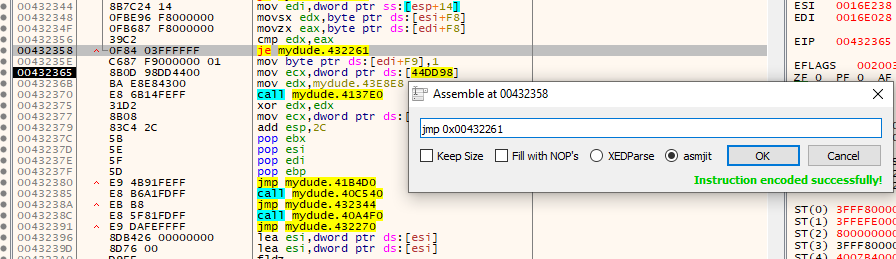 00432344 8B7C24 14 mov edi,dword ptr ss:[esp+14]
00432348 0FBE96 F8000000 movsx edx,byte ptr ds:[esi+F8]
0043234F 0FB687 F8000000 movzx eax,byte ptr ds:[edi+F8]
00432356 39C2 cmp edx,eax
00432358 0F84 03FFFFFF je mydude.432261
0043235E C687 F9000000 01 mov byte ptr ds:[edi+F9],1
00432365 8B0D 98DD4400 mov ecx,dword ptr ds:[44DD98]
0043236B BA E8E84300 mov edx,mydude.43E8E8
00432370 E8 6B14FEFF call mydude.4137E0
00432375 31D2 xor edx,edx
00432377 8B08 mov ecx,dword ptr ds:[
00432379 83C4 2C add esp,2C
0043237C 5B pop ebx
0043237D 5E pop esi
0043237E 5F pop edi
0043237F 5D pop ebp
00432380 E9 4B91FEFF jmp mydude.41B4D0
00432385 E8 B6A1FDFF call mydude.40C540
0043238A EB B8 jmp mydude.432344
0043238C E8 5F81FDFF call mydude.40A4F0
00432391 E9 DAFEFFFF jmp mydude.432270
00432396 8DB426 00000000 lea esi,dword ptr ds:[esi]
0043239D 8D76 00 lea esi,dword ptr ds:[esi]
Assemble at 00432358
jmp 0x00432261
Keep Size Fill with NOP's XEDParse asmjit OK Cancel
Instruction encoded successfully!
ESI 0016E238
EDI 0016E028
EIP 00432365
EFLAGS 002003
ZF 0 PF 0 AF
ST(0) 3FFF8000
ST(1) 3FFEFE00
ST(2) 80000000
ST(3) 3FFF8000